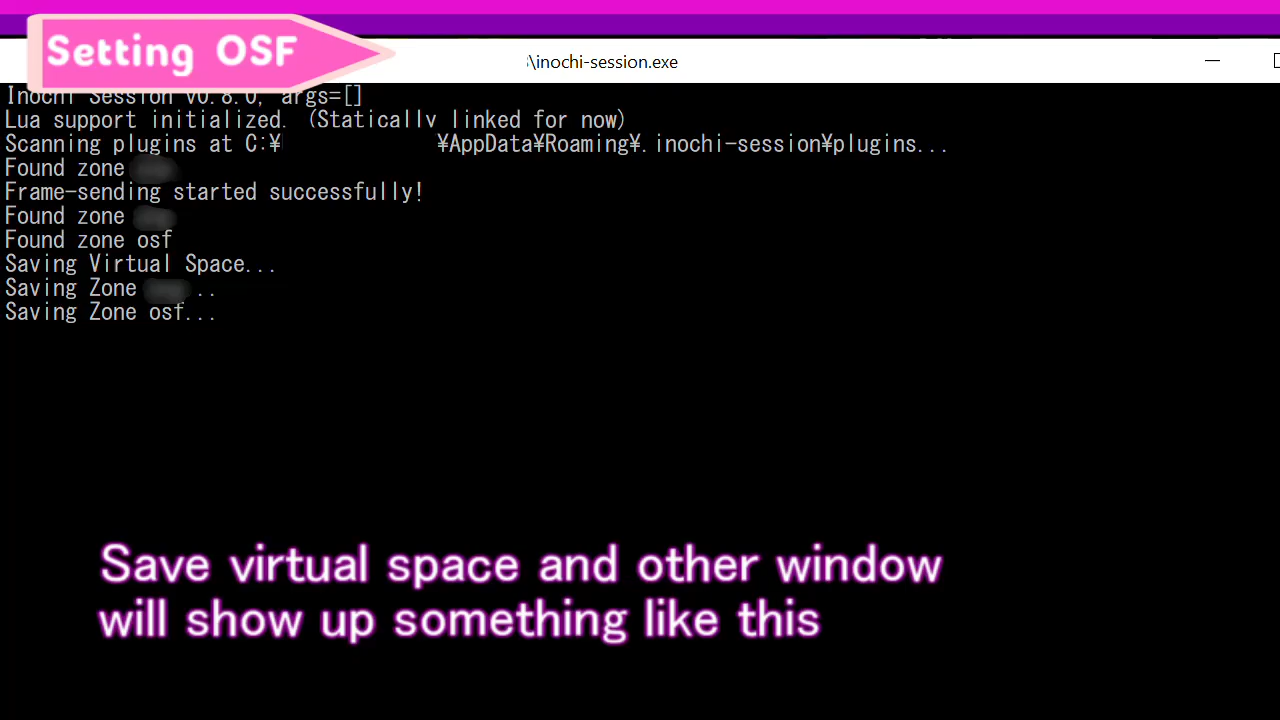 Setting OSF
\inochi-session.exe
Inochi Session v0.8.0, args=[]
Lua support initialized. (Statically linked for now)
Scanning plugins at C:¥ ¥AppData¥Roaming¥.inochi-session¥plugins...
Found zone
Frame-sending started successfully!
Found zone
Found zone osf
Saving Virtual Space...
Saving Zone ..
Saving Zone osf...
Save virtual space and other window
will show up something like this